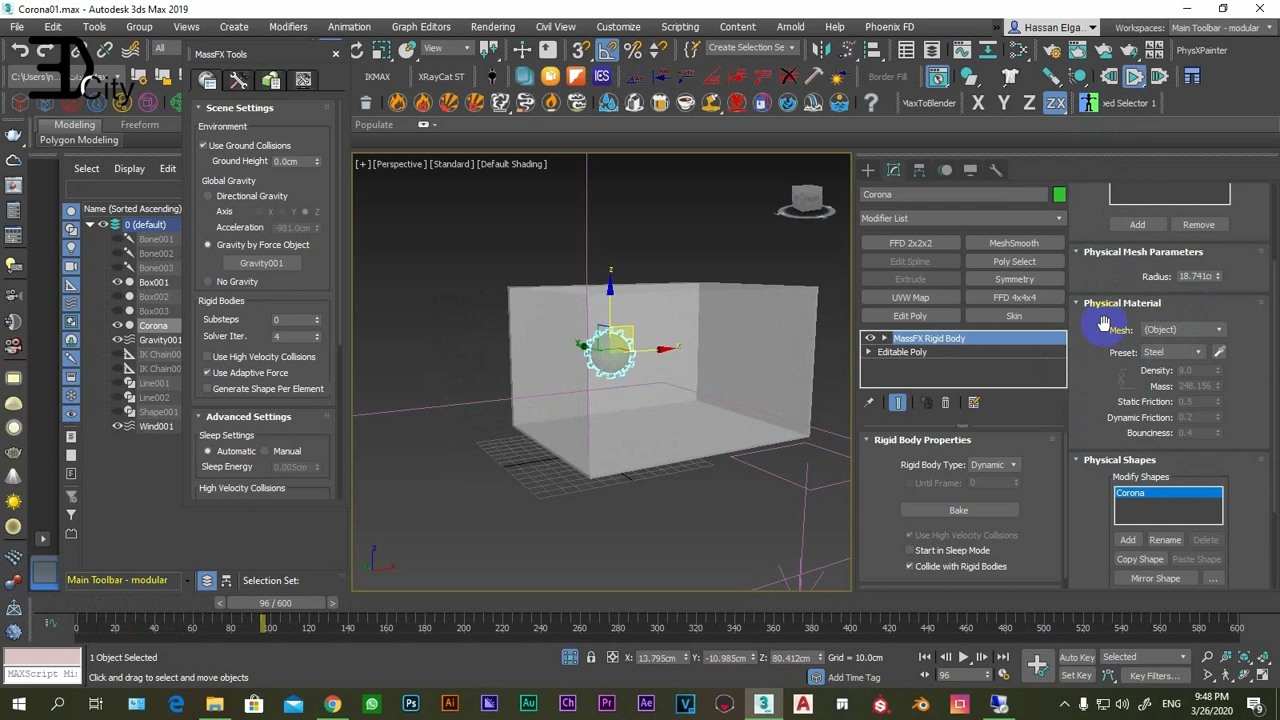 Corona01.max - Autodesk 3ds Max 2019
File
Edit
Tools
Group
Views
Create
Modifiers
Animation
Graph Editors
Rendering
Civil View
Customize
Scripting
Content
Arnold
Help
Phoenix FD
Hassan Elga...
Workspaces: Main Toolbar - modular
All
MassFX Tools
View
Create Selection Se
PhysXPainter
C:\Users\n
City
IKMAX
XRayCat ST
IES
Border Fill
MaxToBlender
X Y Z ZX
ed Selector 1
Modeling
Freeform
Populate
Polygon Modeling
Select
Display
Edit
Name (Sorted Ascending)
0 (default)
Bone001
Bone002
Bone003
Box001
Box002
Box003
Corona
Gravity001
IK Chain
IK Chain
Line001
Line002
Shape001
Wind001
Scene Settings
Environment
Use Ground Collisions
Ground Height 0.0cm
Global Gravity
Directional Gravity
Axis X Y Z
Acceleration -981.0cm
Gravity by Force Object
Gravity001
No Gravity
Rigid Bodies
Substeps 0
Solver Iter. 4
Use High Velocity Collisions
Use Adaptive Force
Generate Shape Per Element
Advanced Settings
Sleep Settings
Automatic
Manual
Sleep Energy 0.005cm
High Velocity Collisions
[+] [Perspective] [Standard] [Default Shading]
z
x
Corona
Modifier List
FFD 2x2x2
MeshSmooth
Edit Spline
Poly Select
Extrude
Symmetry
UVW Map
FFD 4x4x4
Edit Poly
Skin
MassFX Rigid Body
Editable Poly
Rigid Body Properties
Rigid Body Type: Dynamic
Until Frame: 0
Bake
Use High Velocity Collisions
Start in Sleep Mode
Collide with Rigid Bodies
Add
Remove
Physical Mesh Parameters
Radius: 18.741c
Physical Material
Mesh: (Object)
Preset: Steel
Density: 9.0
Mass: 248.156
Static Friction: 0.5
Dynamic Friction: 0.2
Bounciness: 0.4
Physical Shapes
Modify Shapes
Corona
Add
Rename
Delete
Copy Shape
Paste Shape
Mirror Shape
...
Main Toolbar - modular
Selection Set:
96 / 600
0 20 40 60 80 100 120 140 160 180 200 220 240 260 280 300 320 340 360 380 400 420 440 460 480 500 520 540 560 580 600
1 Object Selected
X: 13.795cm Y: -10.985cm Z: 80.412cm Grid = 10.0cm
Auto Key
Selected
MAXScript Mi
Click and drag to select and move objects
Add Time Tag
96
Set Key
Key Filters...
9:48 PM
3/26/2020